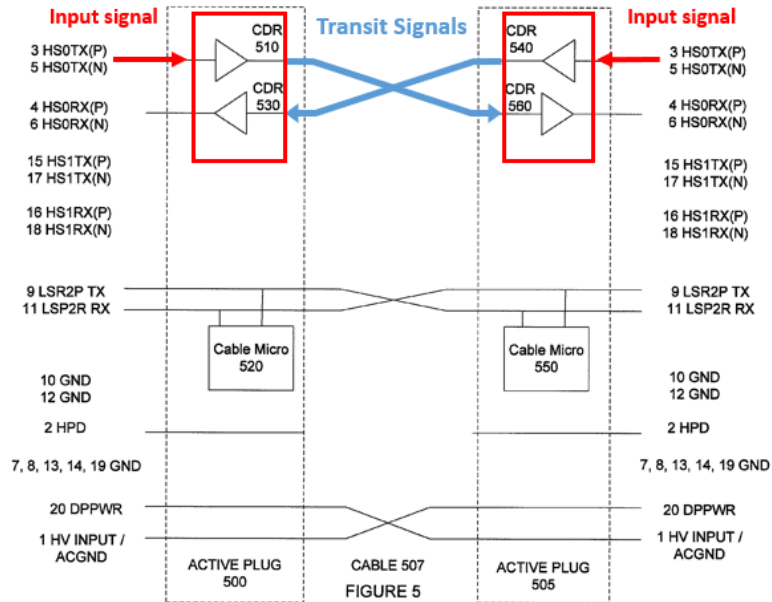 Input signal
Transit Signals
Input signal
CDR
510
CDR
540
3 HS0TX(P)
5 HS0TX(N)
3 HS0TX(P)
5 HS0TX(N)
4 HS0RX(P)
6 HS0RX(N)
CDR
530
CDR
560
4 HS0RX(P)
6 HS0RX(N)
15 HS1TX(P)
17 HS1TX(N)
15 HS1TX(P)
17 HS1TX(N)
16 HS1RX(P)
18 HS1RX(N)
16 HS1RX(P)
18 HS1RX(N)
9 LSR2P TX
11 LSP2R RX
9 LSR2P TX
11 LSP2R RX
Cable Micro
520
Cable Micro
550
10 GND
12 GND
10 GND
12 GND
2 HPD
2 HPD
7, 8, 13, 14, 19 GND
7, 8, 13, 14, 19 GND
20 DPPWR
20 DPPWR
1 HV INPUT /
ACGND
1 HV INPUT /
ACGND
ACTIVE PLUG
500
CABLE 507
ACTIVE PLUG
505
FIGURE 5